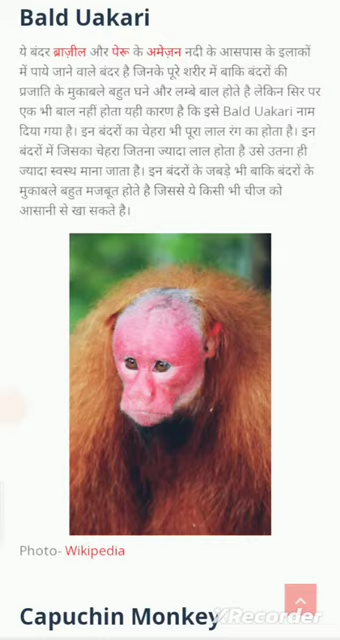 Bald Uakari
ये बंदर ब्राज़ील और पेरू के अमेज़न नदी के आसपास के इलाकों
में पाये जाने वाले बंदर है जिनके पूरे शरीर में बाकि बंदरों की
प्रजाति के मुकाबले बहुत घने और लम्बे बाल होते है लेकिन सिर पर
एक भी बाल नहीं होता यही कारण है कि इसे Bald Uakari नाम
दिया गया है। इन बंदरों का चेहरा भी पूरा लाल रंग का होता है। इन
बंदरों में जिसका चेहरा जितना ज्यादा लाल होता है उसे उतना ही
ज्यादा स्वस्थ माना जाता है। इन बंदरों के जबड़े भी बाकि बंदरों के
मुकाबले बहुत मजबूत होते है जिससे ये किसी भी चीज को
आसानी से खा सकते है।
Photo- Wikipedia
Capuchin Monkey
XRecorder